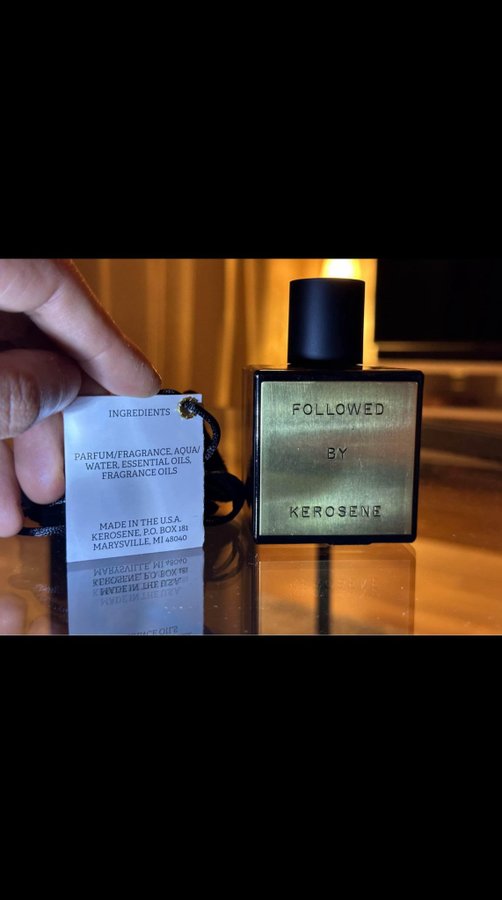 INGREDIENTS
PARFUM/FRAGRANCE, AQUA/
WATER, ESSENTIAL OILS,
FRAGRANCE OILS
MADE IN THE U.S.A.
KEROSENE, P.O. BOX 181
MARYSVILLE, MI 48040
FOLLOWED
BY
KEROSENE